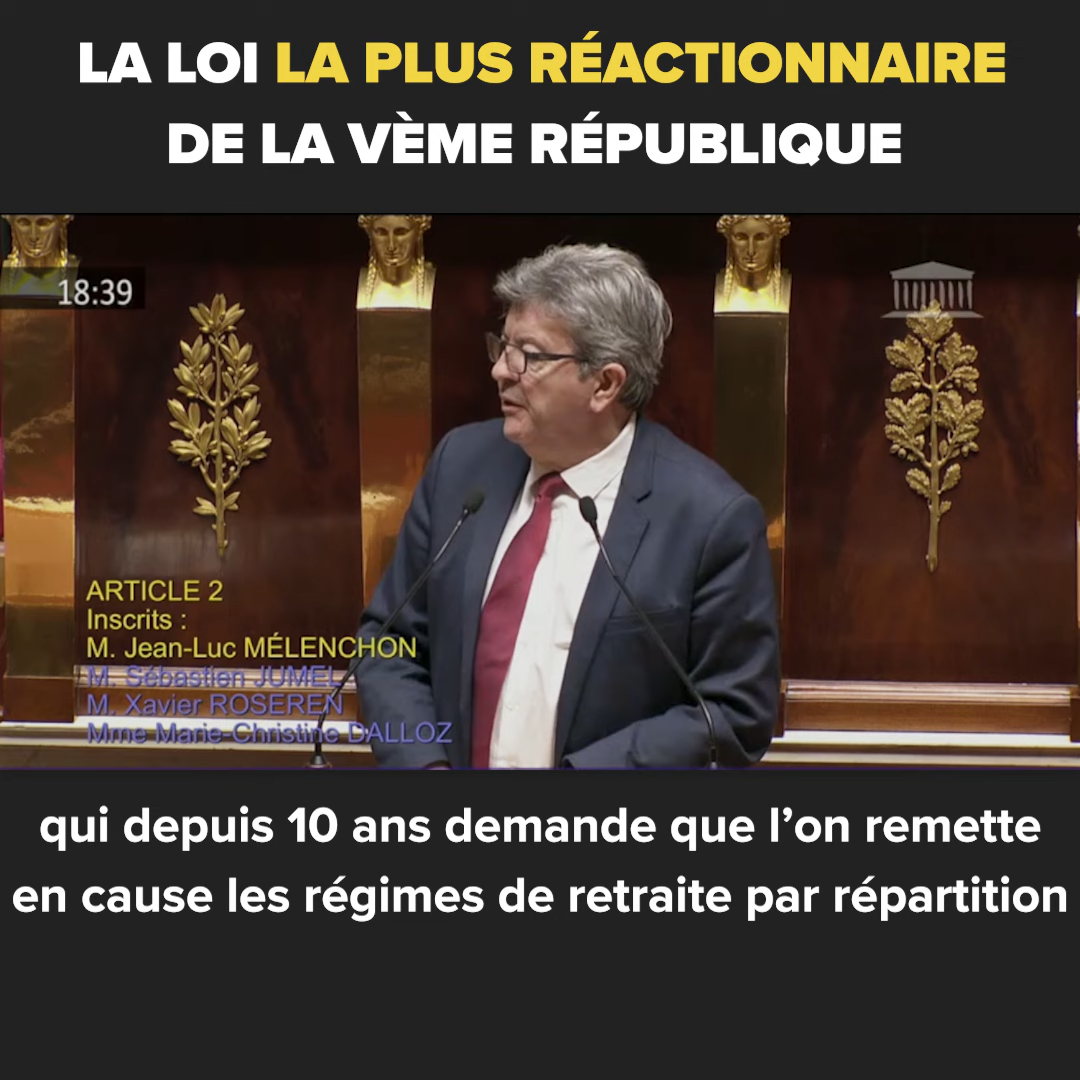 LA LOI LA PLUS RÉACTIONNAIRE
DE LA VÈME RÉPUBLIQUE
18:39
ARTICLE 2
Inscrits :
M. Jean-Luc MÉLENCHON
M. Sébastien JUMEL
M. Xavier ROSEREN
Mme Marie-Christine DALLOZ
qui depuis 10 ans demande que l’on remette
en cause les régimes de retraite par répartition